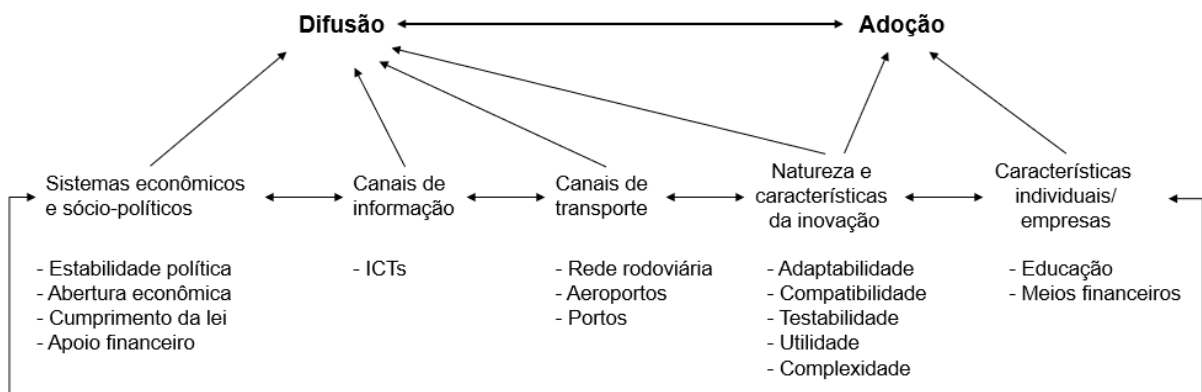 Difusão
Adoção
Sistemas econômicos
e sócio-políticos
- Estabilidade política
- Abertura econômica
- Cumprimento da lei
- Apoio financeiro
Canais de
informação
- ICTs
Canais de
transporte
- Rede rodoviária
- Aeroportos
- Portos
Natureza e
características
da inovação
- Adaptabilidade
- Compatibilidade
- Testabilidade
- Utilidade
- Complexidade
Características
individuais/
empresas
- Educação
- Meios financeiros